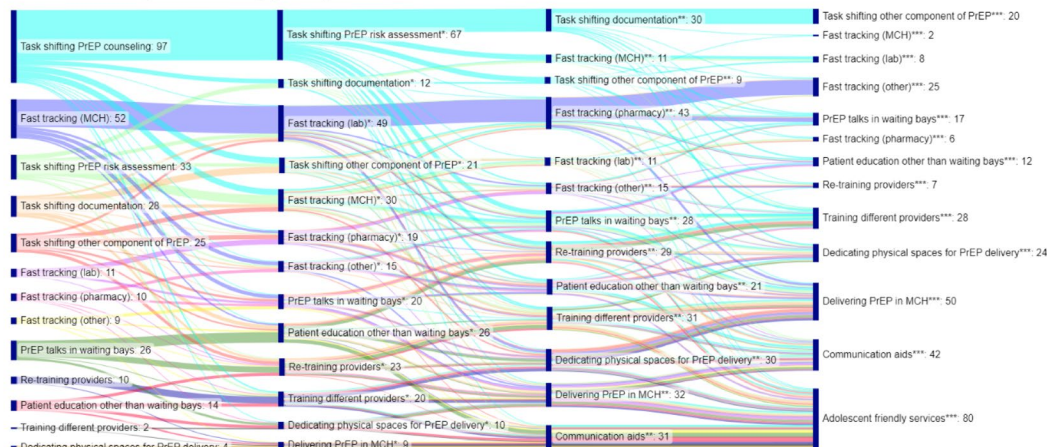 Task shifting PrEP counseling: 97
Fast tracking (MCH): 52
Task shifting PrEP risk assessment: 33
Task shifting documentation: 28
Task shifting other component of PrEP: 25
Fast tracking (lab): 11
Fast tracking (pharmacy): 10
Fast tracking (other): 9
PrEP talks in waiting bays: 26
Re-training providers: 10
Patient education other than waiting bays: 14
Training different providers: 2
Dedicating physical spaces for PrEP delivery: 4
Task shifting PrEP risk assessment*: 67
Task shifting documentation*: 12
Fast tracking (lab)*: 49
Task shifting other component of PrEP*: 21
Fast tracking (MCH)*: 30
Fast tracking (pharmacy)*: 19
Fast tracking (other)*: 15
PrEP talks in waiting bays*: 20
Patient education other than waiting bays*: 26
Re-training providers*: 23
Training different providers*: 20
Dedicating physical spaces for PrEP delivery*: 10
Delivering PrEP in MCH*: 9
Task shifting documentation**: 30
Fast tracking (MCH)**: 11
Task shifting other component of PrEP**: 9
Fast tracking (pharmacy)**: 43
Fast tracking (lab)**: 11
Fast tracking (other)**: 15
PrEP talks in waiting bays**: 28
Re-training providers**: 29
Patient education other than waiting bays**: 21
Training different providers**: 31
Dedicating physical spaces for PrEP delivery**: 30
Delivering PrEP in MCH**: 32
Communication aids**: 31
Task shifting other component of PrEP***: 20
Fast tracking (MCH)***: 2
Fast tracking (lab)***: 8
Fast tracking (other)***: 25
PrEP talks in waiting bays***: 17
Fast tracking (pharmacy)***: 6
Patient education other than waiting bays***: 12
Re-training providers***: 7
Training different providers***: 28
Dedicating physical spaces for PrEP delivery***: 24
Delivering PrEP in MCH***: 50
Communication aids***: 42
Adolescent friendly services***: 80